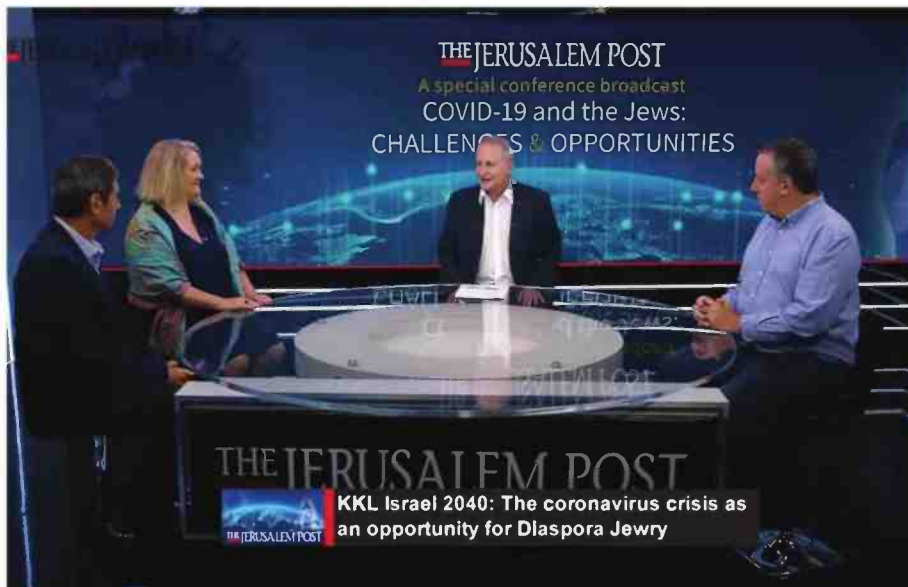 THE JERUSALEM POST
A special conference broadcast
COVID-19 and the Jews:
CHALLENGES & OPPORTUNITIES
THE JERUSALEM POST
THE JERUSALEM POST
KKL Israel 2040: The coronavirus crisis as
an opportunity for Diaspora Jewry